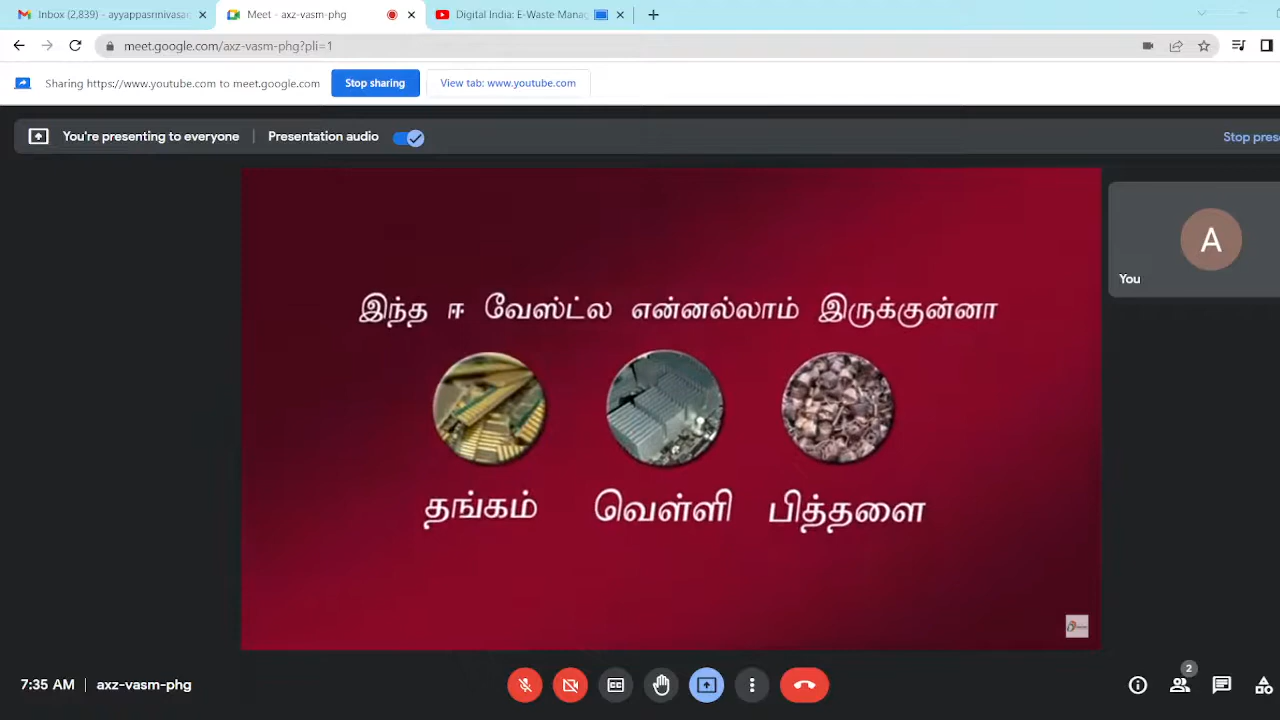 Inbox (2,839) - ayyappasrinivasar
Meet - axz-vasm-phg
Digital India: E-Waste Manag
meet.google.com/axz-vasm-phg?pli=1
Sharing https://www.youtube.com to meet.google.com
Stop sharing
View tab: www.youtube.com
You're presenting to everyone
Presentation audio
Stop pres
இந்த ஈ வேஸ்ட்ல என்னல்லாம் இருக்குன்னா
தங்கம் வெள்ளி பித்தளை
A
You
7:35 AM
axz-vasm-phg
2